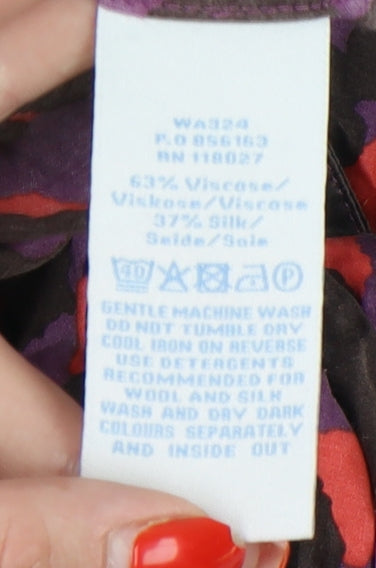 WA324
P.O 856163
RN 118027
63% Viscose/
Viskose/Viscose
37% Silk/
Seide/Soie
40 P
GENTLE MACHINE WASH
DO NOT TUMBLE DRY
COOL IRON ON REVERSE
USE DETERGENTS
RECOMMENDED FOR
WOOL AND SILK
WASH AND DRY DARK
COLOURS SEPARATELY
AND INSIDE OUT